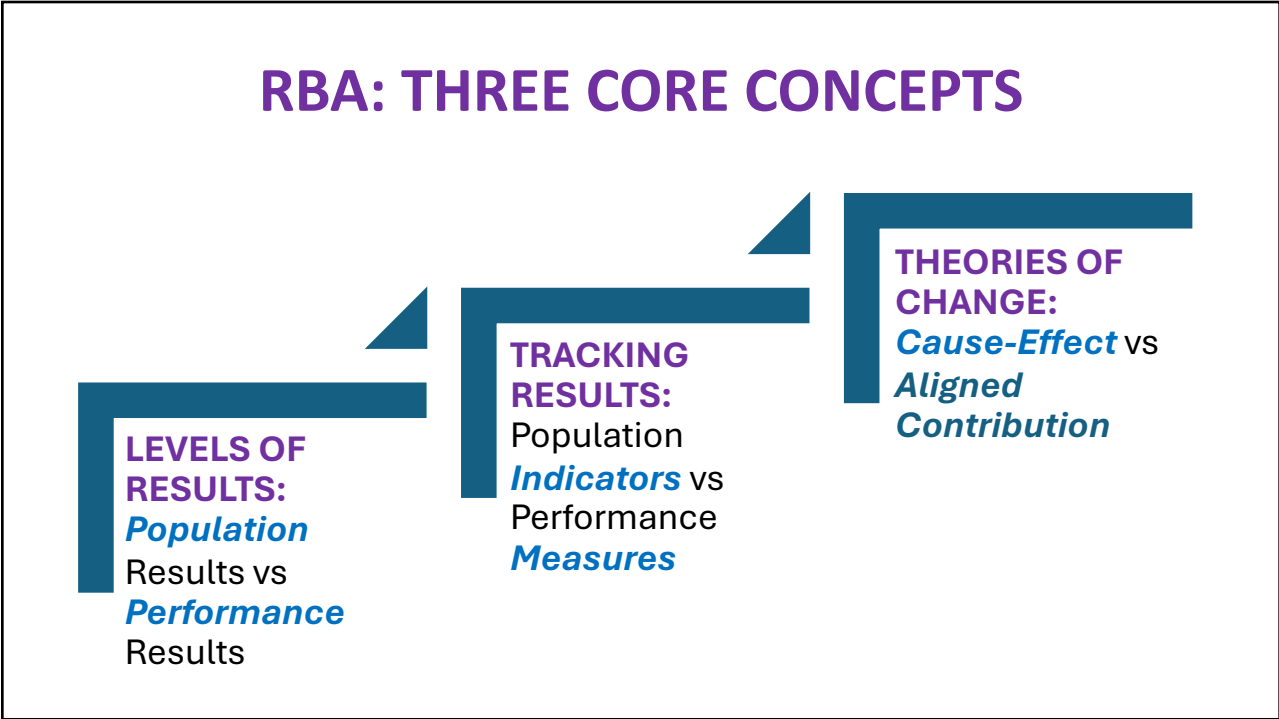 RBA: THREE CORE CONCEPTS
LEVELS OF
RESULTS:
Population
Results vs
Performance
Results
TRACKING
RESULTS:
Population
Indicators vs
Performance
Measures
THEORIES OF
CHANGE:
Cause-Effect vs
Aligned
Contribution